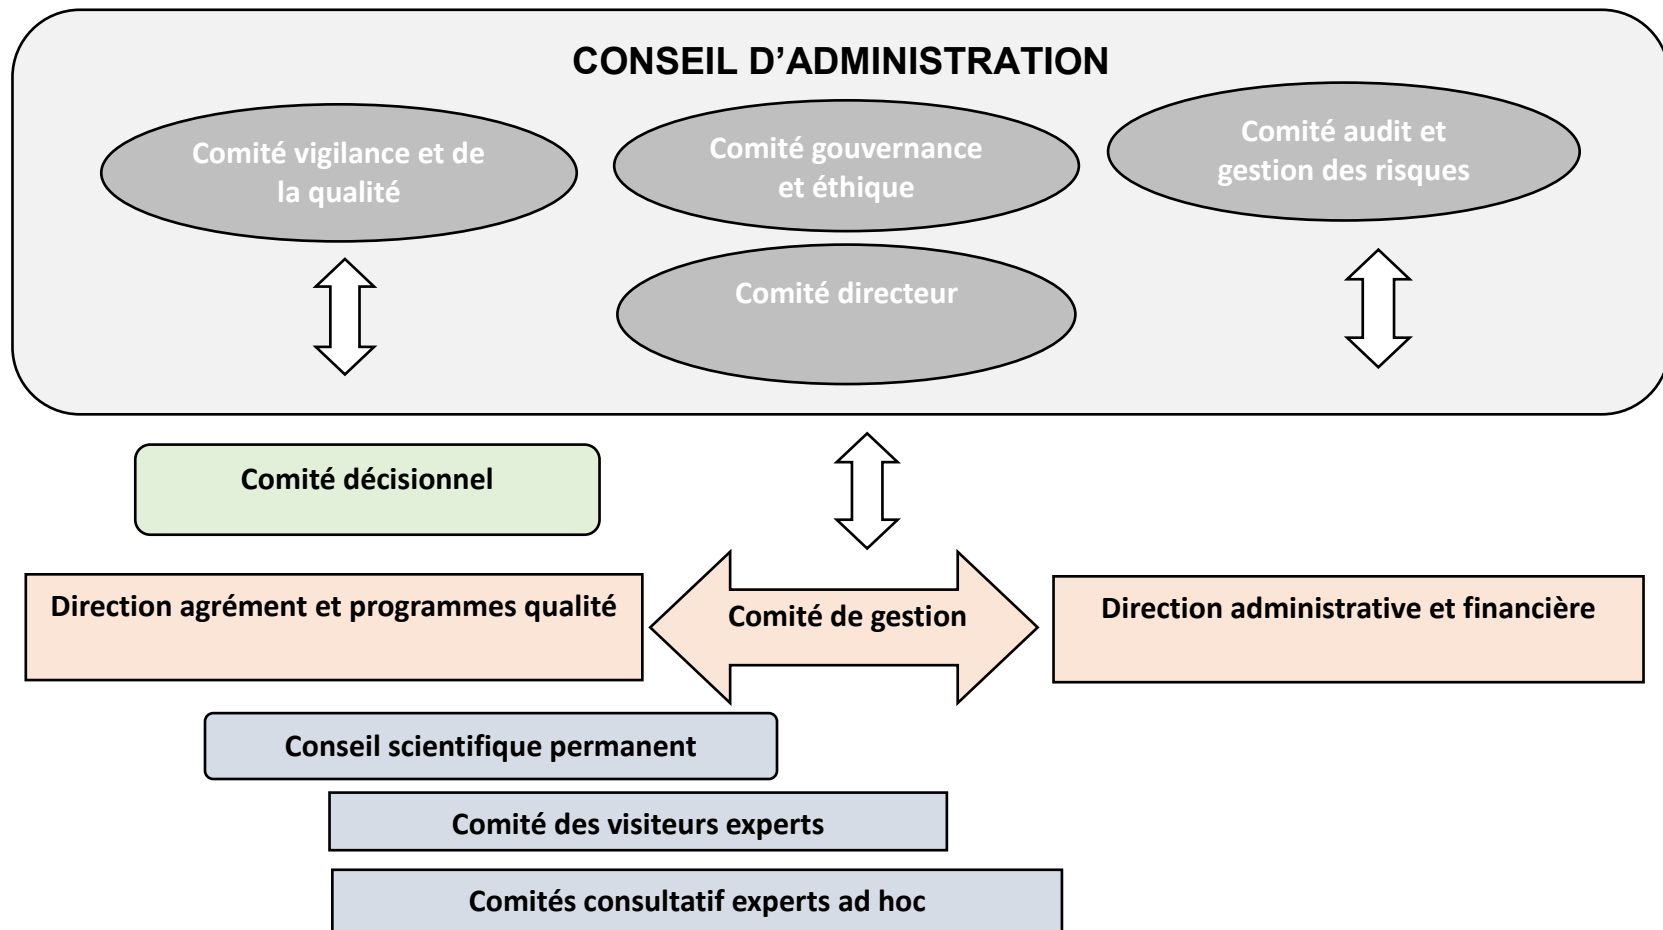 CONSEIL D’ADMINISTRATION
Comité vigilance et de
la qualité
Comité gouvernance
et éthique
Comité audit et
gestion des risques
Comité directeur
Comité décisionnel
Direction agrément et programmes qualité
Comité de gestion
Direction administrative et financière
Conseil scientifique permanent
Comité des visiteurs experts
Comités consultatif experts ad hoc